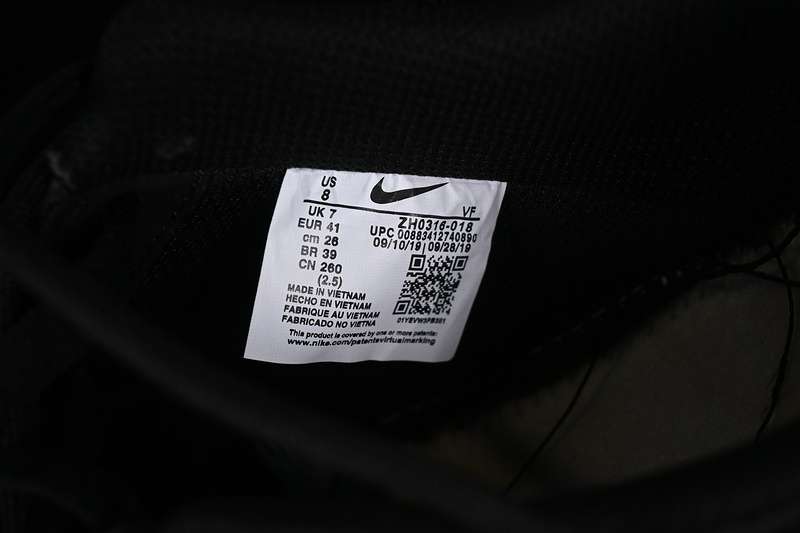 US
8
VF
UK 7
EUR 41
cm 26
BR 39
CN 260
(2.5)
ZH0316-018
UPC 00883412740890
09/10/19 | 09/28/19
MADE IN VIETNAM
HECHO EN VIETNAM
FABRIQUE AU VIETNAM
FABRICADO NO VIETNA
This product is covered by one or more patents:
www.nike.com/patentsvirtualmarking